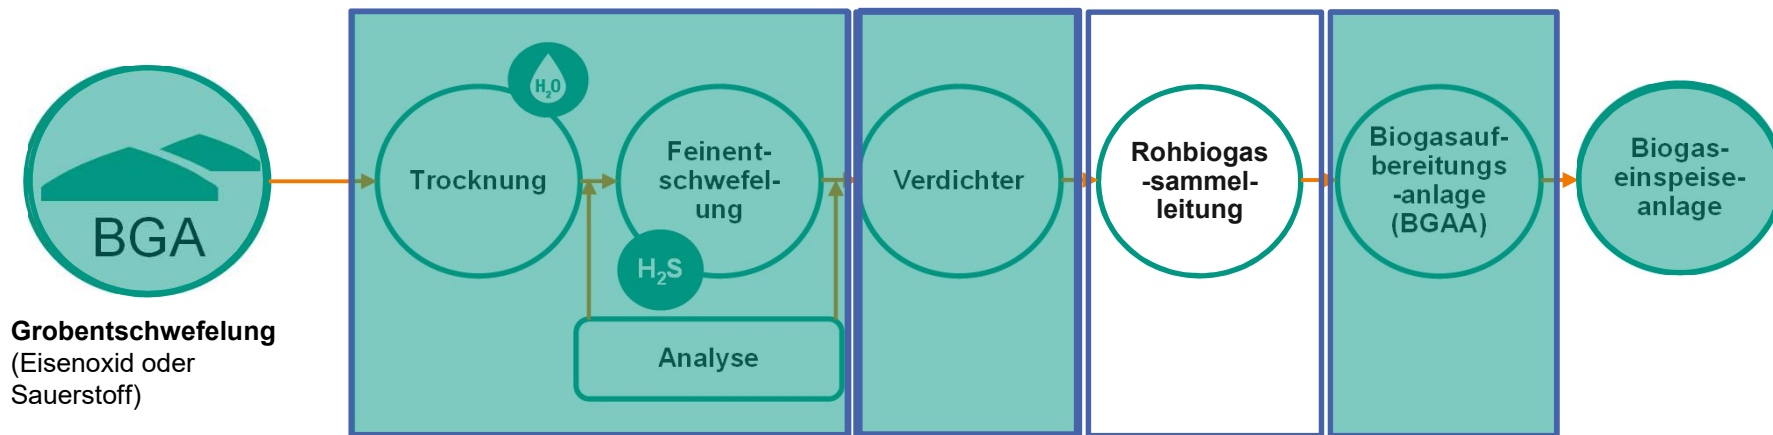 BGA
Grobentschwefelung
(Eisenoxid oder
Sauerstoff)
Trocknung
H₂O
Feinent-
schwefel-
ung
H₂S
Analyse
Verdichter
Rohbiogas
-sammel-
leitung
Biogasauf-
bereitungs
-anlage
(BGAA)
Biogas-
einspeise-
anlage